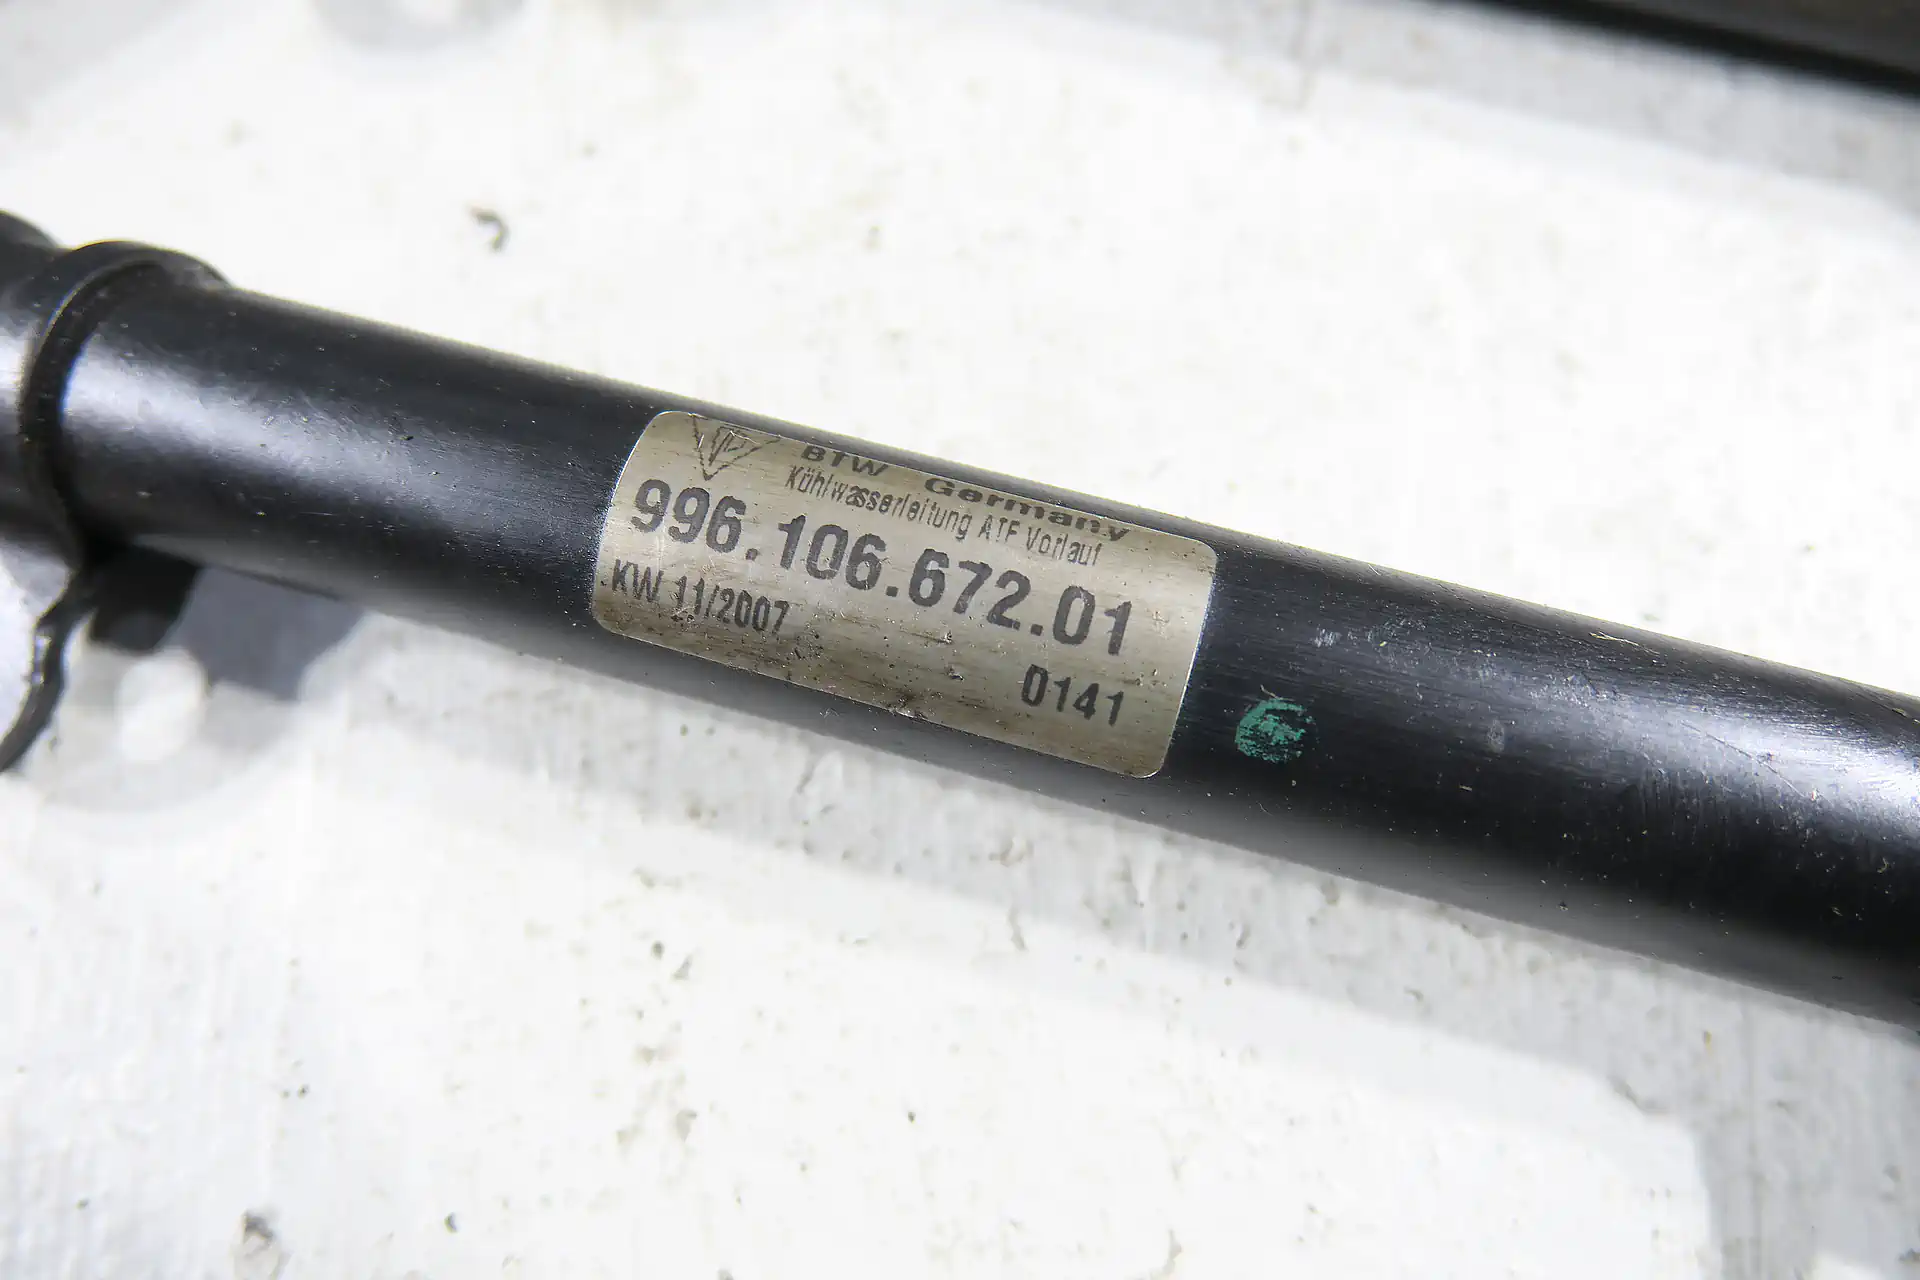 BTW Germany
Kühlwasserleitung ATF Vorlauf
996.106.672.01
KW 11/2007
0141